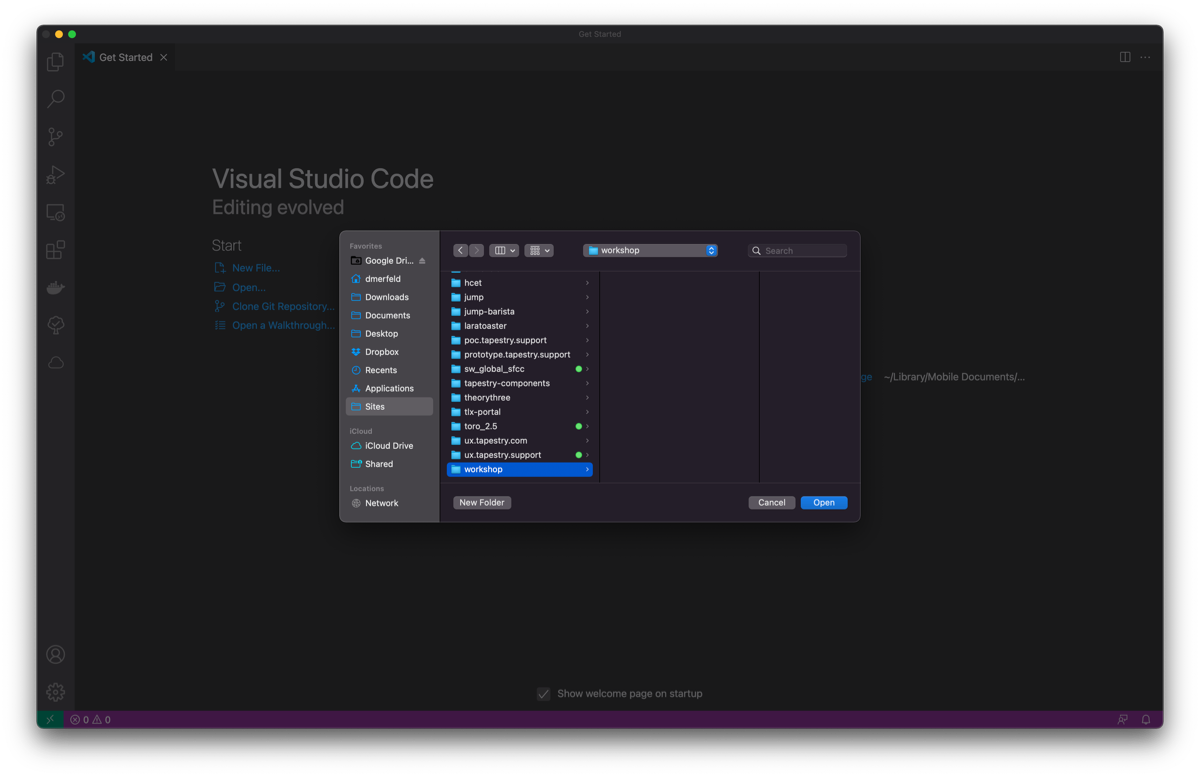 Get Started
Get Started
Visual Studio Code
Editing evolved
Start
New File...
Open...
Clone Git Repository...
Open a Walkthrough...
ge ~/Library/Mobile Documents/...
Favorites
Google Dri...
dmerfeld
Downloads
Documents
Desktop
Dropbox
Recents
Applications
Sites
iCloud
iCloud Drive
Shared
Locations
Network
workshop
Search
hcet
jump
jump-barista
laratoaster
poc.tapestry.support
prototype.tapestry.support
sw_global_sfcc
tapestry-components
theorythree
tlx-portal
toro_2.5
ux.tapestry.com
ux.tapestry.support
workshop
New Folder
Cancel
Open
Show welcome page on startup
0 0